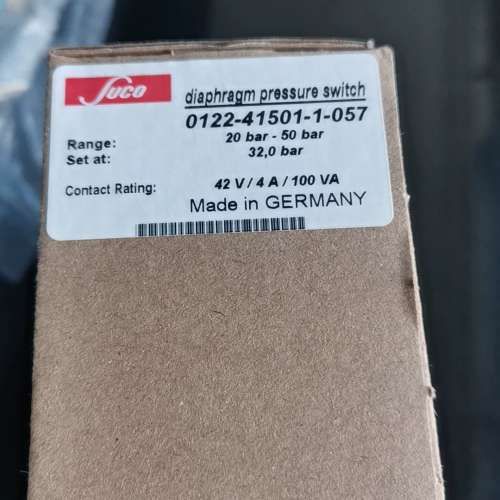 Suco
diaphragm pressure switch
0122-41501-1-057
Range: 20 bar - 50 bar
Set at: 32,0 bar
Contact Rating: 42 V / 4 A / 100 VA
Made in GERMANY